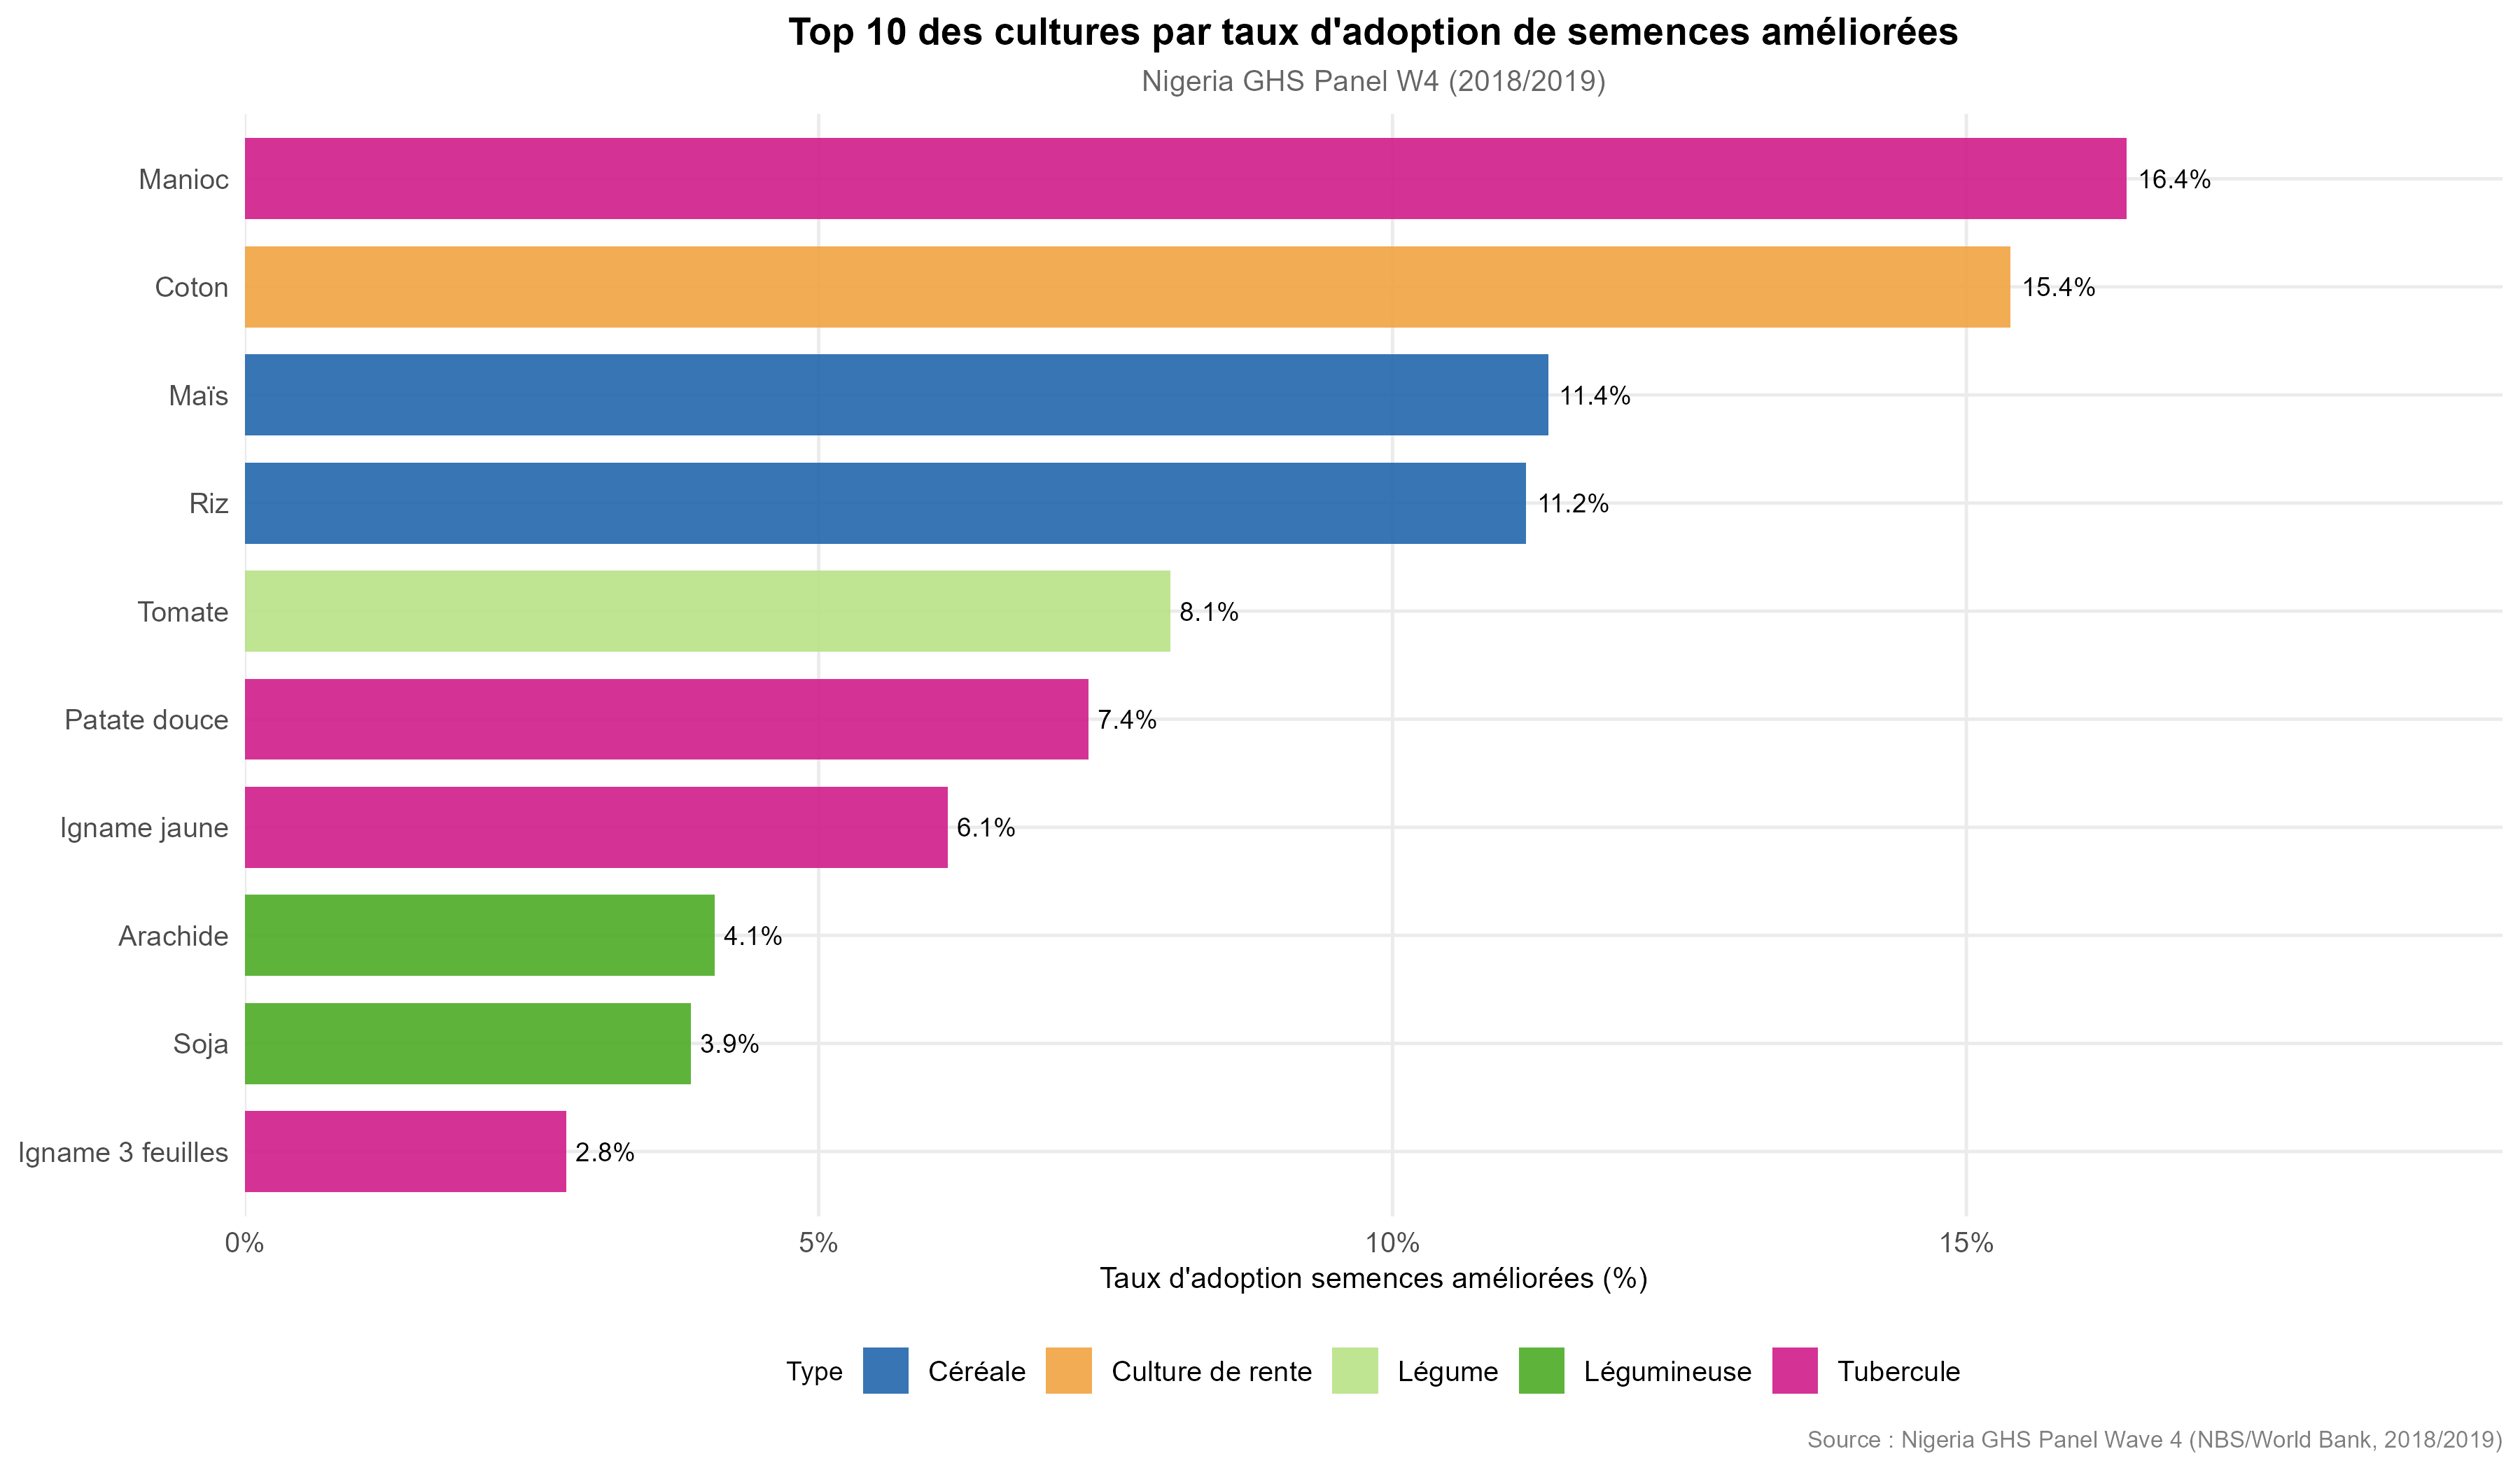 Top 10 des cultures par taux d'adoption de semences améliorées
Nigeria GHS Panel W4 (2018/2019)
Manioc 16.4%
Coton 15.4%
Maïs 11.4%
Riz 11.2%
Tomate 8.1%
Patate douce 7.4%
Igname jaune 6.1%
Arachide 4.1%
Soja 3.9%
Igname 3 feuilles 2.8%
0% 5% 10% 15%
Taux d'adoption semences améliorées (%)
Type Céréale Culture de rente Légume Légumineuse Tubercule
Source : Nigeria GHS Panel Wave 4 (NBS/World Bank, 2018/2019)